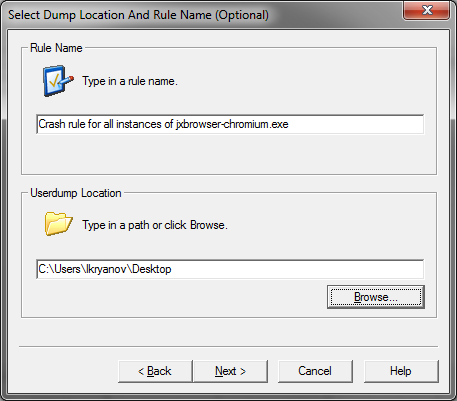 Select Dump Location And Rule Name (Optional)
Rule Name
Type in a rule name.
Crash rule for all instances of jxbrowser-chromium.exe
Userdump Location
Type in a path or click Browse.
C:\Users\lkryanov\Desktop
Browse...
< Back
Next >
Cancel
Help